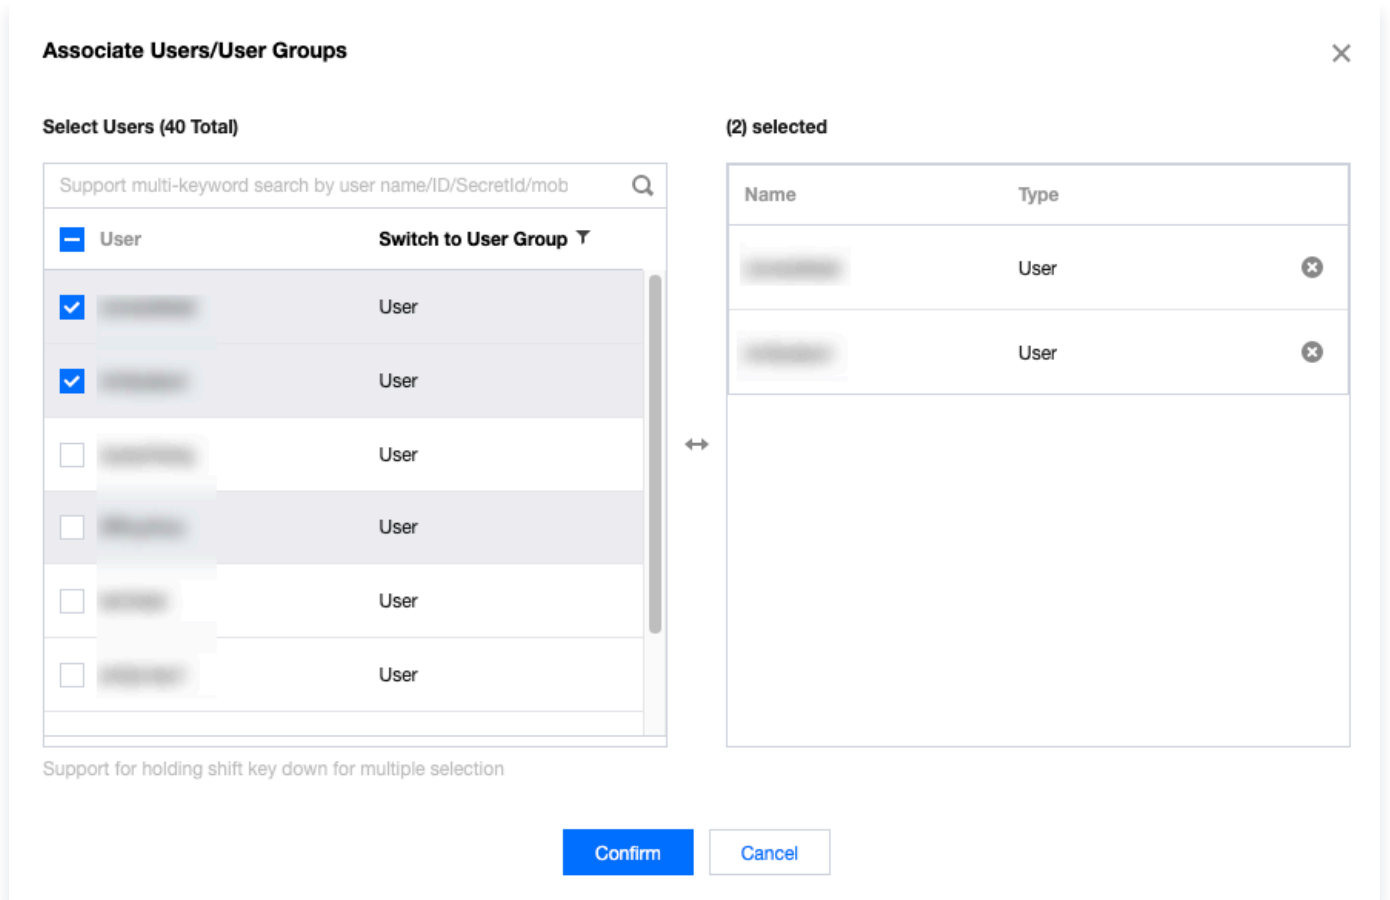 Associate Users/User Groups
Select Users (40 Total)
Support multi-keyword search by user name/ID/SecretId/mob
User Switch to User Group
User
User
User
User
User
User
Support for holding shift key down for multiple selection
(2) selected
Name Type
User
User
Confirm Cancel